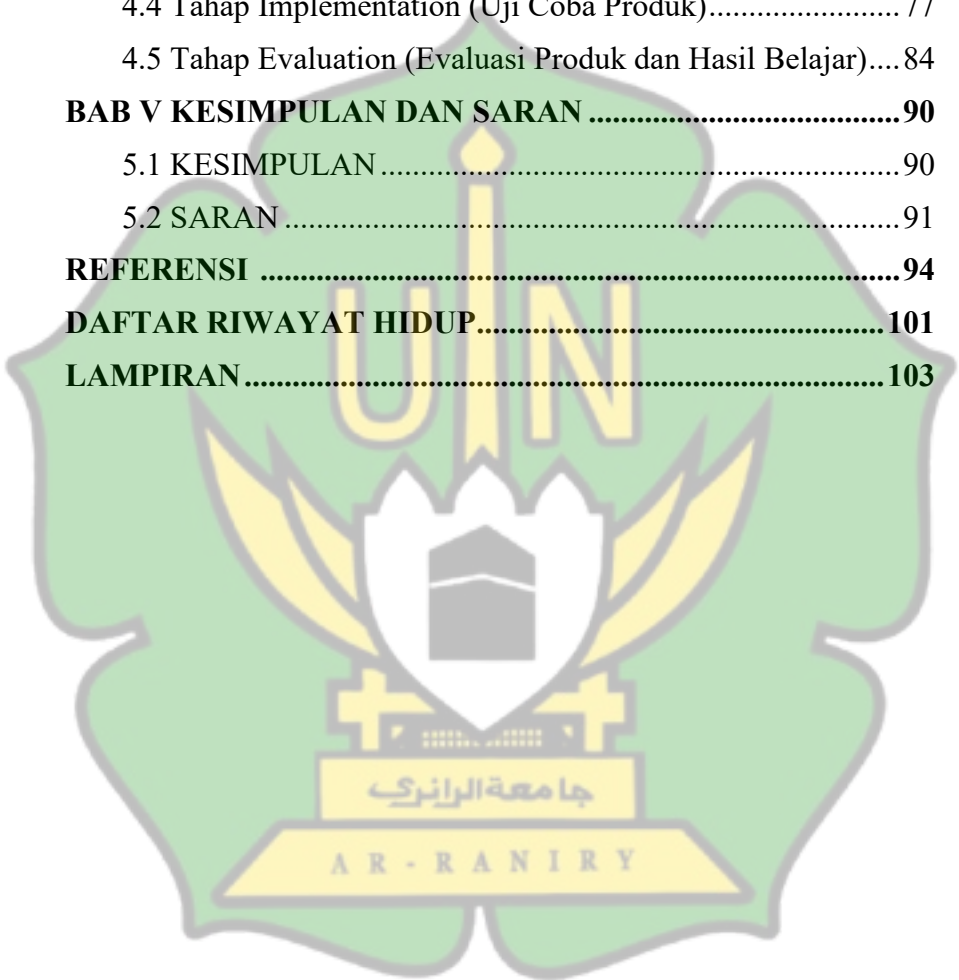 4.4 Tahap Implementation (Uji Coba Produk)........................ 77
4.5 Tahap Evaluation (Evaluasi Produk dan Hasil Belajar)....84
BAB V KESIMPULAN DAN SARAN .......................................90
5.1 KESIMPULAN.................................................................90
5.2 SARAN .............................................................................91
REFERENSI ................................................................................94
DAFTAR RIWAYAT HIDUP...................................................101
LAMPIRAN................................................................................103
UIN
جامعة الرانري
AR-RANIRY